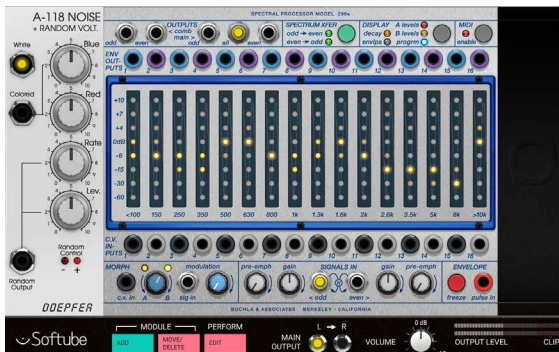 A-118 NOISE
+ RANDOM VOLT.
White
Blue
Colored
Red
Rate
Lev.
Random
Control
- +
Random
Output
DOEPFER
SPECTRAL PROCESSOR MODEL 296e
OUTPUTS
< comb
main >
odd even
all even
SPECTRUM XFER
odd → even
even → odd
DISPLAY
A levels
decay
B levels
envlps
progrm
MIDI
enable
ENV
OUT-
PUTS
1 2 3 4 5 6 7 8 9 10 11 12 13 14 15 16
+10
+7
+4
0dB
-3
-6
-15
-30
-60
<100 150 250 350 500 630 800 1k 1.3k 1.6k 2k 2.6k 3.5k 5k 8k >10k
C.V.
IN-
PUTS
1 2 3 4 5 6 7 8 9 10 11 12 13 14 15 16
MORPH
c.v. in
A B
modulation
sig in
pre-emph
gain
SIGNALS IN
< odd even >
gain
pre-emph
ENVELOPE
freeze pulse in
BUCHLA & ASSOCIATES BERKELEY - CALIFORNIA
Softube
MODULE
ADD
MOVE/
DELETE
PERFORM
EDIT
L → R
MAIN
OUTPUT
VOLUME
0 dB
OUTPUT LEVEL